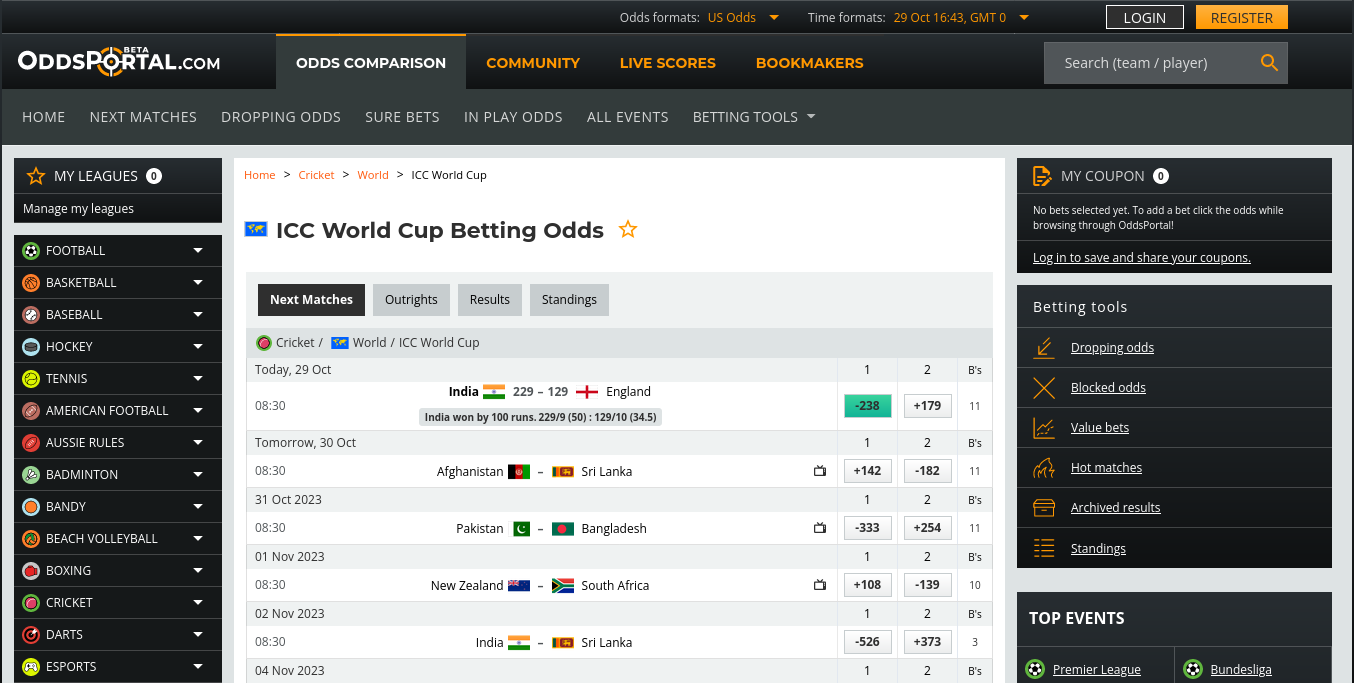 Odds formats: US Odds Time formats: 29 Oct 16:43, GMT 0 LOGIN REGISTER
ODDSPORTAL.COM BETA
ODDS COMPARISON COMMUNITY LIVE SCORES BOOKMAKERS Search (team / player)
HOME NEXT MATCHES DROPPING ODDS SURE BETS IN PLAY ODDS ALL EVENTS BETTING TOOLS
MY LEAGUES 0
Manage my leagues
FOOTBALL
BASKETBALL
BASEBALL
HOCKEY
TENNIS
AMERICAN FOOTBALL
AUSSIE RULES
BADMINTON
BANDY
BEACH VOLLEYBALL
BOXING
CRICKET
DARTS
ESPORTS
Home > Cricket > World > ICC World Cup
ICC World Cup Betting Odds
Next Matches Outrights Results Standings
Cricket / World / ICC World Cup
Today, 29 Oct 1 2 B's
08:30 India 229 – 129 England -238 +179 11
India won by 100 runs. 229/9 (50) : 129/10 (34.5)
Tomorrow, 30 Oct 1 2 B's
08:30 Afghanistan – Sri Lanka +142 -182 11
31 Oct 2023 1 2 B's
08:30 Pakistan – Bangladesh -333 +254 11
01 Nov 2023 1 2 B's
08:30 New Zealand – South Africa +108 -139 10
02 Nov 2023 1 2 B's
08:30 India – Sri Lanka -526 +373 3
04 Nov 2023 1 2 B's
MY COUPON 0
No bets selected yet. To add a bet click the odds while
browsing through OddsPortal!
Log in to save and share your coupons.
Betting tools
Dropping odds
Blocked odds
Value bets
Hot matches
Archived results
Standings
TOP EVENTS
Premier League Bundesliga